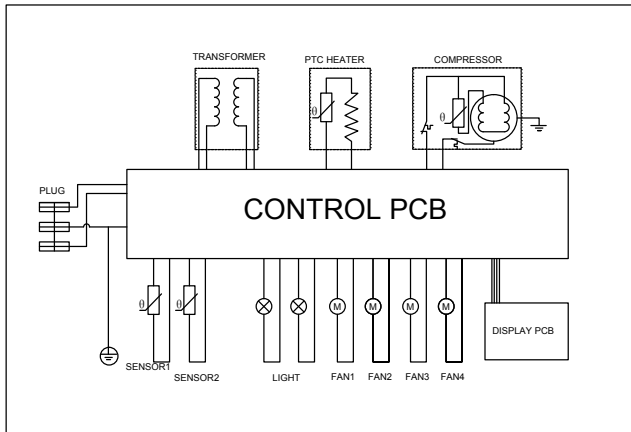 TRANSFORMER
PTC HEATER
COMPRESSOR
θ
θ
PLUG
CONTROL PCB
θ
θ
M
M
M
M
DISPLAY PCB
SENSOR1
SENSOR2
LIGHT
FAN1
FAN2
FAN3
FAN4